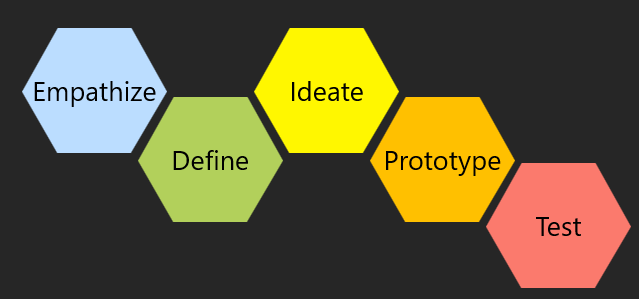 Empathize
Define
Ideate
Prototype
Test